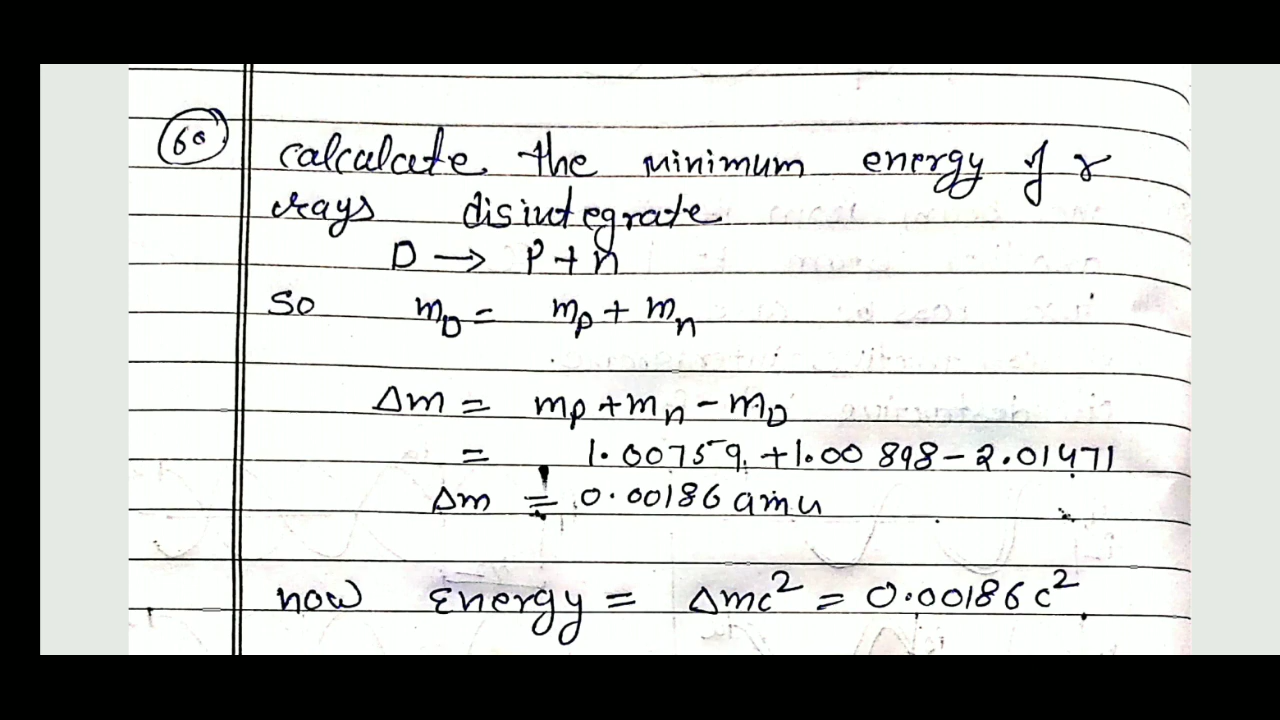 60
calculate the minimum energy of γ
rays disintegrate
D → P + n
So m_D = m_p + m_n
Δm = m_p + m_n - m_D
= 1.00759 + 1.00898 - 2.01471
Δm = 0.00186 amu
now Energy = Δmc² = 0.00186 c²